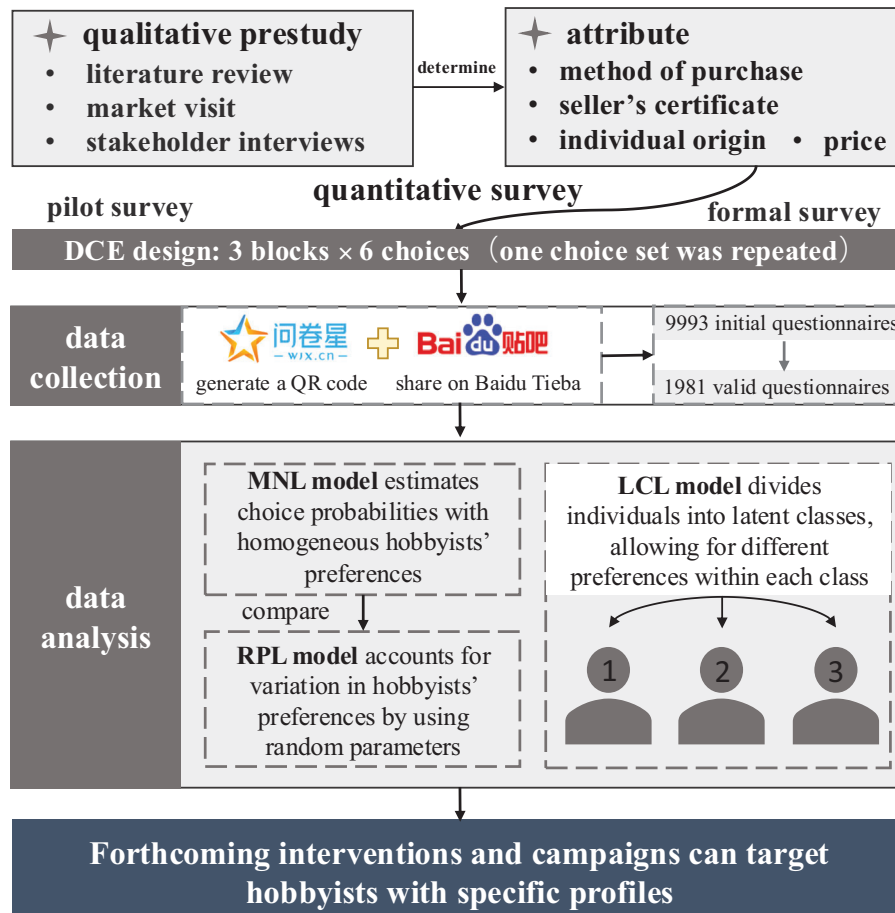 qualitative prestudy
• literature review
• market visit
• stakeholder interviews
determine
attribute
• method of purchase
• seller's certificate
• individual origin • price
quantitative survey
pilot survey
formal survey
DCE design: 3 blocks × 6 choices（one choice set was repeated）
data
collection
问卷星
WJX.cn
generate a QR code
Bai du 贴吧
share on Baidu Tieba
9993 initial questionnaires
1981 valid questionnaires
data
analysis
MNL model estimates
choice probabilities with
homogeneous hobbyists'
preferences
compare
RPL model accounts for
variation in hobbyists'
preferences by using
random parameters
LCL model divides
individuals into latent classes,
allowing for different
preferences within each class
1
2
3
Forthcoming interventions and campaigns can target
hobbyists with specific profiles